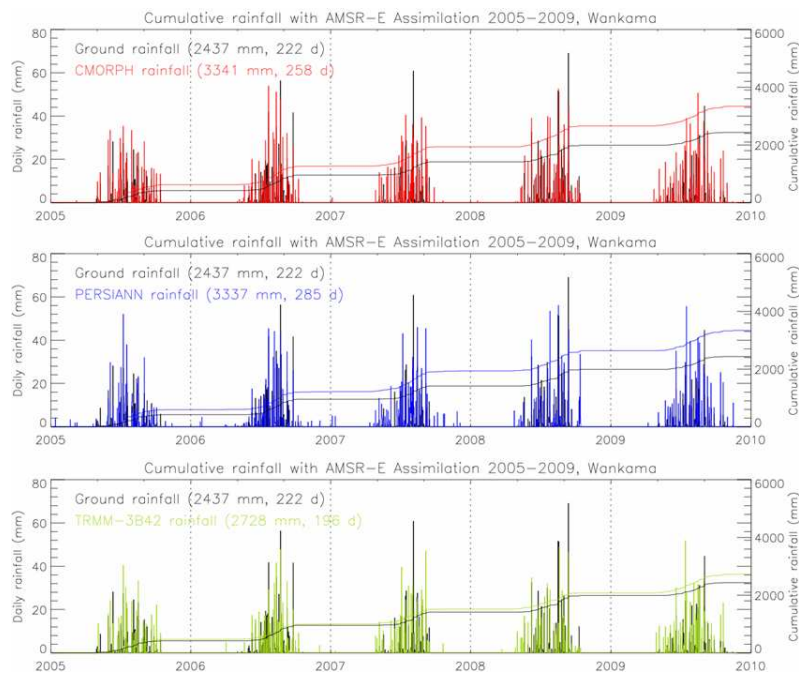 Cumulative rainfall with AMSR-E Assimilation 2005-2009, Wankama
Ground rainfall (2437 mm, 222 d)
CMORPH rainfall (3341 mm, 258 d)
Daily rainfall (mm)
80
60
40
20
0
Cumulative rainfall (mm)
6000
4000
2000
0
2005 2006 2007 2008 2009 2010
Cumulative rainfall with AMSR-E Assimilation 2005-2009, Wankama
Ground rainfall (2437 mm, 222 d)
PERSIANN rainfall (3337 mm, 285 d)
Daily rainfall (mm)
80
60
40
20
0
Cumulative rainfall (mm)
6000
4000
2000
0
2005 2006 2007 2008 2009 2010
Cumulative rainfall with AMSR-E Assimilation 2005-2009, Wankama
Ground rainfall (2437 mm, 222 d)
TRMM-3B42 rainfall (2728 mm, 196 d)
Daily rainfall (mm)
80
60
40
20
0
Cumulative rainfall (mm)
6000
4000
2000
0
2005 2006 2007 2008 2009 2010